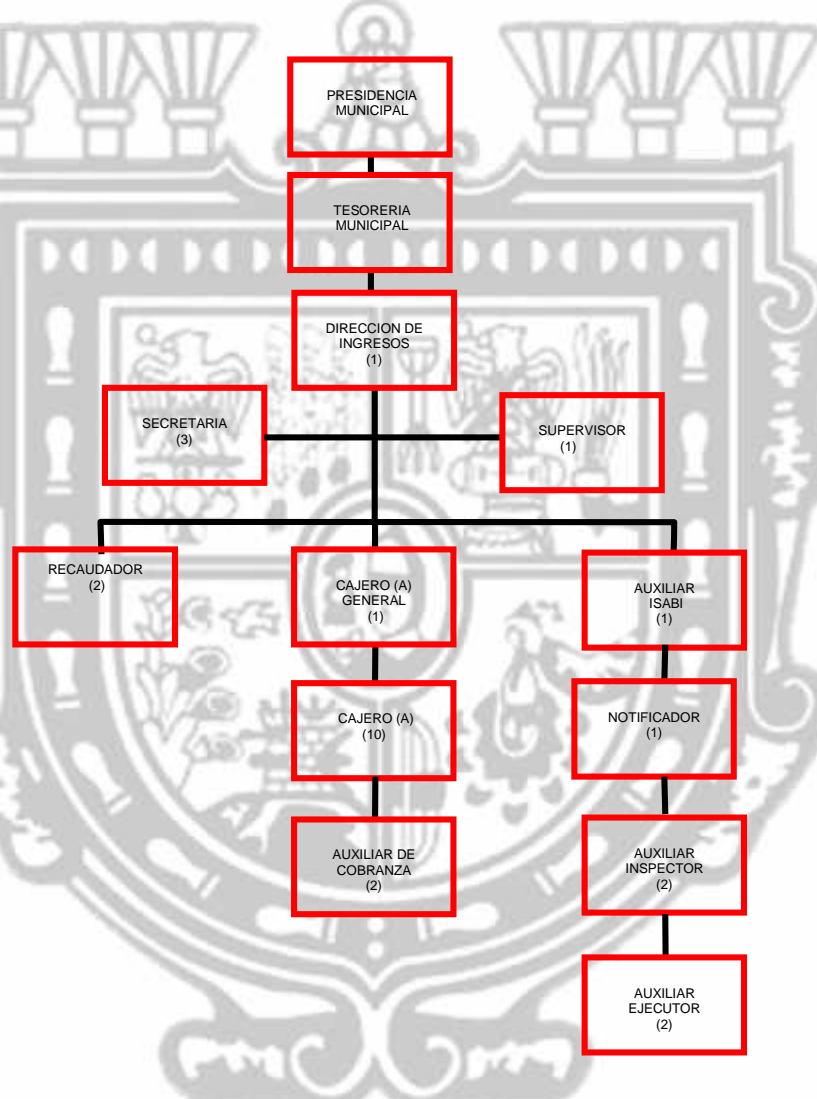 PRESIDENCIA
MUNICIPAL
TESORERIA
MUNICIPAL
DIRECCION DE
INGRESOS
(1)
SECRETARIA
(3)
SUPERVISOR
(1)
RECAUDADOR
(2)
CAJERO (A)
GENERAL
(1)
AUXILIAR
ISABI
(1)
CAJERO (A)
(10)
NOTIFICADOR
(1)
AUXILIAR DE
COBRANZA
(2)
AUXILIAR
INSPECTOR
(2)
AUXILIAR
EJECUTOR
(2)